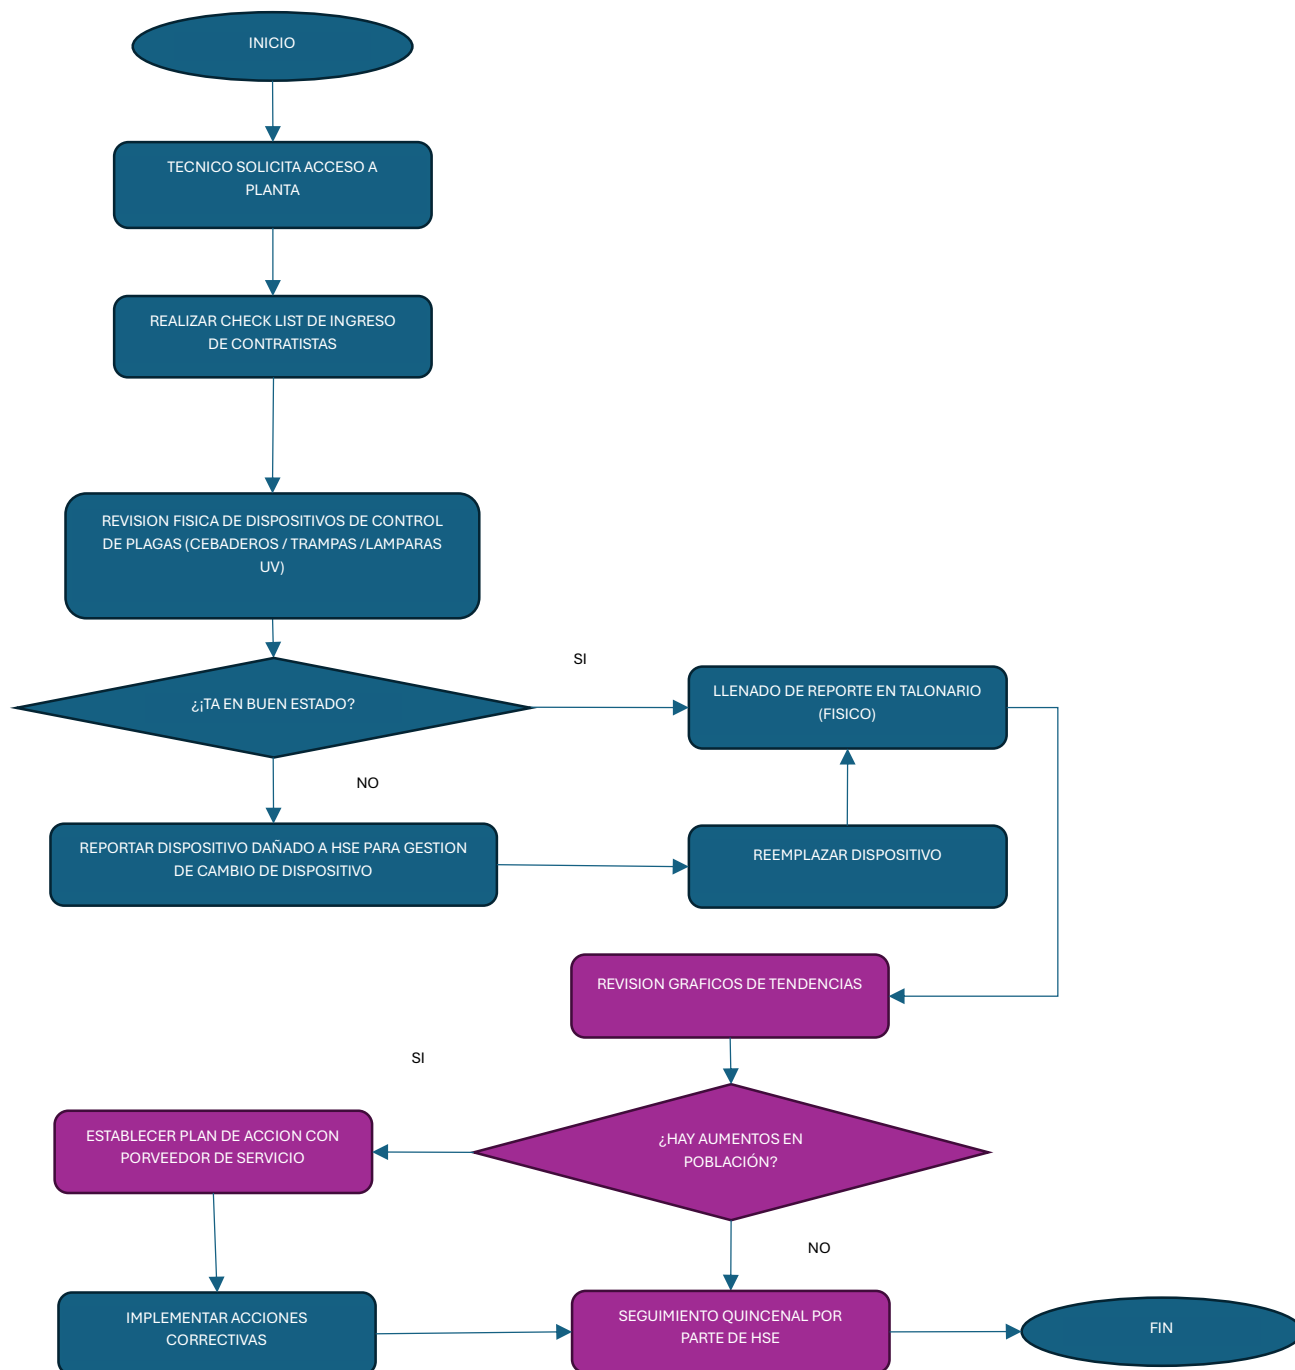 INICIO
TECNICO SOLICITA ACCESO A
PLANTA
REALIZAR CHECK LIST DE INGRESO
DE CONTRATISTAS
REVISION FISICA DE DISPOSITIVOS DE CONTROL
DE PLAGAS (CEBADEROS / TRAMPAS /LAMPARAS
UV)
¿¡TA EN BUEN ESTADO?
SI
LLENADO DE REPORTE EN TALONARIO
(FISICO)
NO
REPORTAR DISPOSITIVO DAÑADO A HSE PARA GESTION
DE CAMBIO DE DISPOSITIVO
REEMPLAZAR DISPOSITIVO
REVISION GRAFICOS DE TENDENCIAS
SI
¿HAY AUMENTOS EN
POBLACIÓN?
ESTABLECER PLAN DE ACCION CON
PORVEEDOR DE SERVICIO
NO
IMPLEMENTAR ACCIONES
CORRECTIVAS
SEGUIMIENTO QUINCENAL POR
PARTE DE HSE
FIN